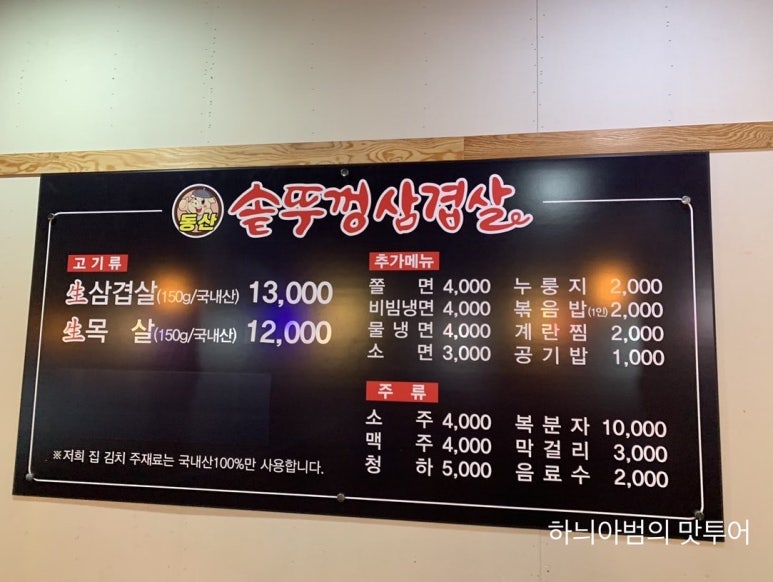 동산 솥뚜껑삼겹살
고기류
生삼겹살(150g/국내산) 13,000
生목 살(150g/국내산) 12,000
※저희 집 김치 주재료는 국내산100%만 사용합니다.
추가메뉴
쫄 면 4,000 누룽지 2,000
비빔냉면 4,000 볶음밥(1인) 2,000
물냉면 4,000 계란찜 2,000
소 면 3,000 공기밥 1,000
주 류
소 주 4,000 복분자 10,000
맥 주 4,000 막걸리 3,000
청 하 5,000 음료수 2,000
하늬아범의 맛투어